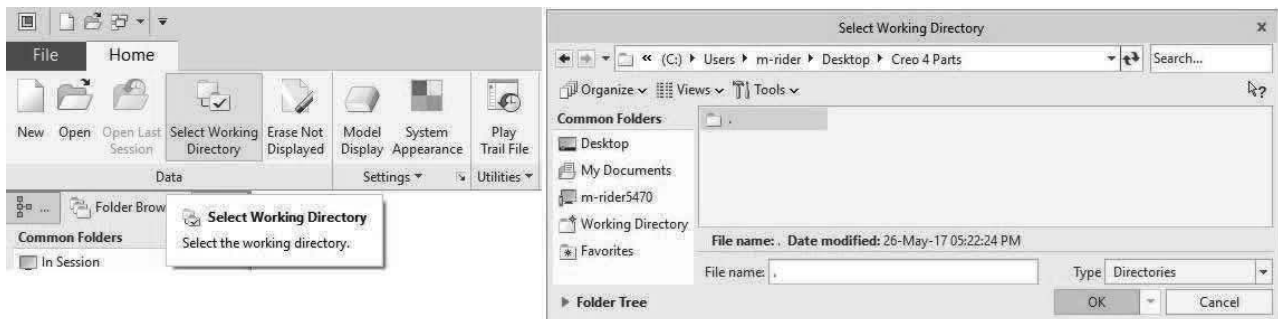 File Home
New Open Open Last Session Select Working Directory Erase Not Displayed Model Display System Appearance Play Trail File
Data Settings Utilities
... Folder Brow
Select Working Directory
Select the working directory.
Common Folders
In Session
Select Working Directory
« (C:) Users m-rider Desktop Creo 4 Parts Search...
Organize Views Tools
Common Folders .
Desktop
My Documents
m-rider5470
Working Directory
Favorites
File name: . Date modified: 26-May-17 05:22:24 PM
File name: . Type Directories
Folder Tree OK Cancel